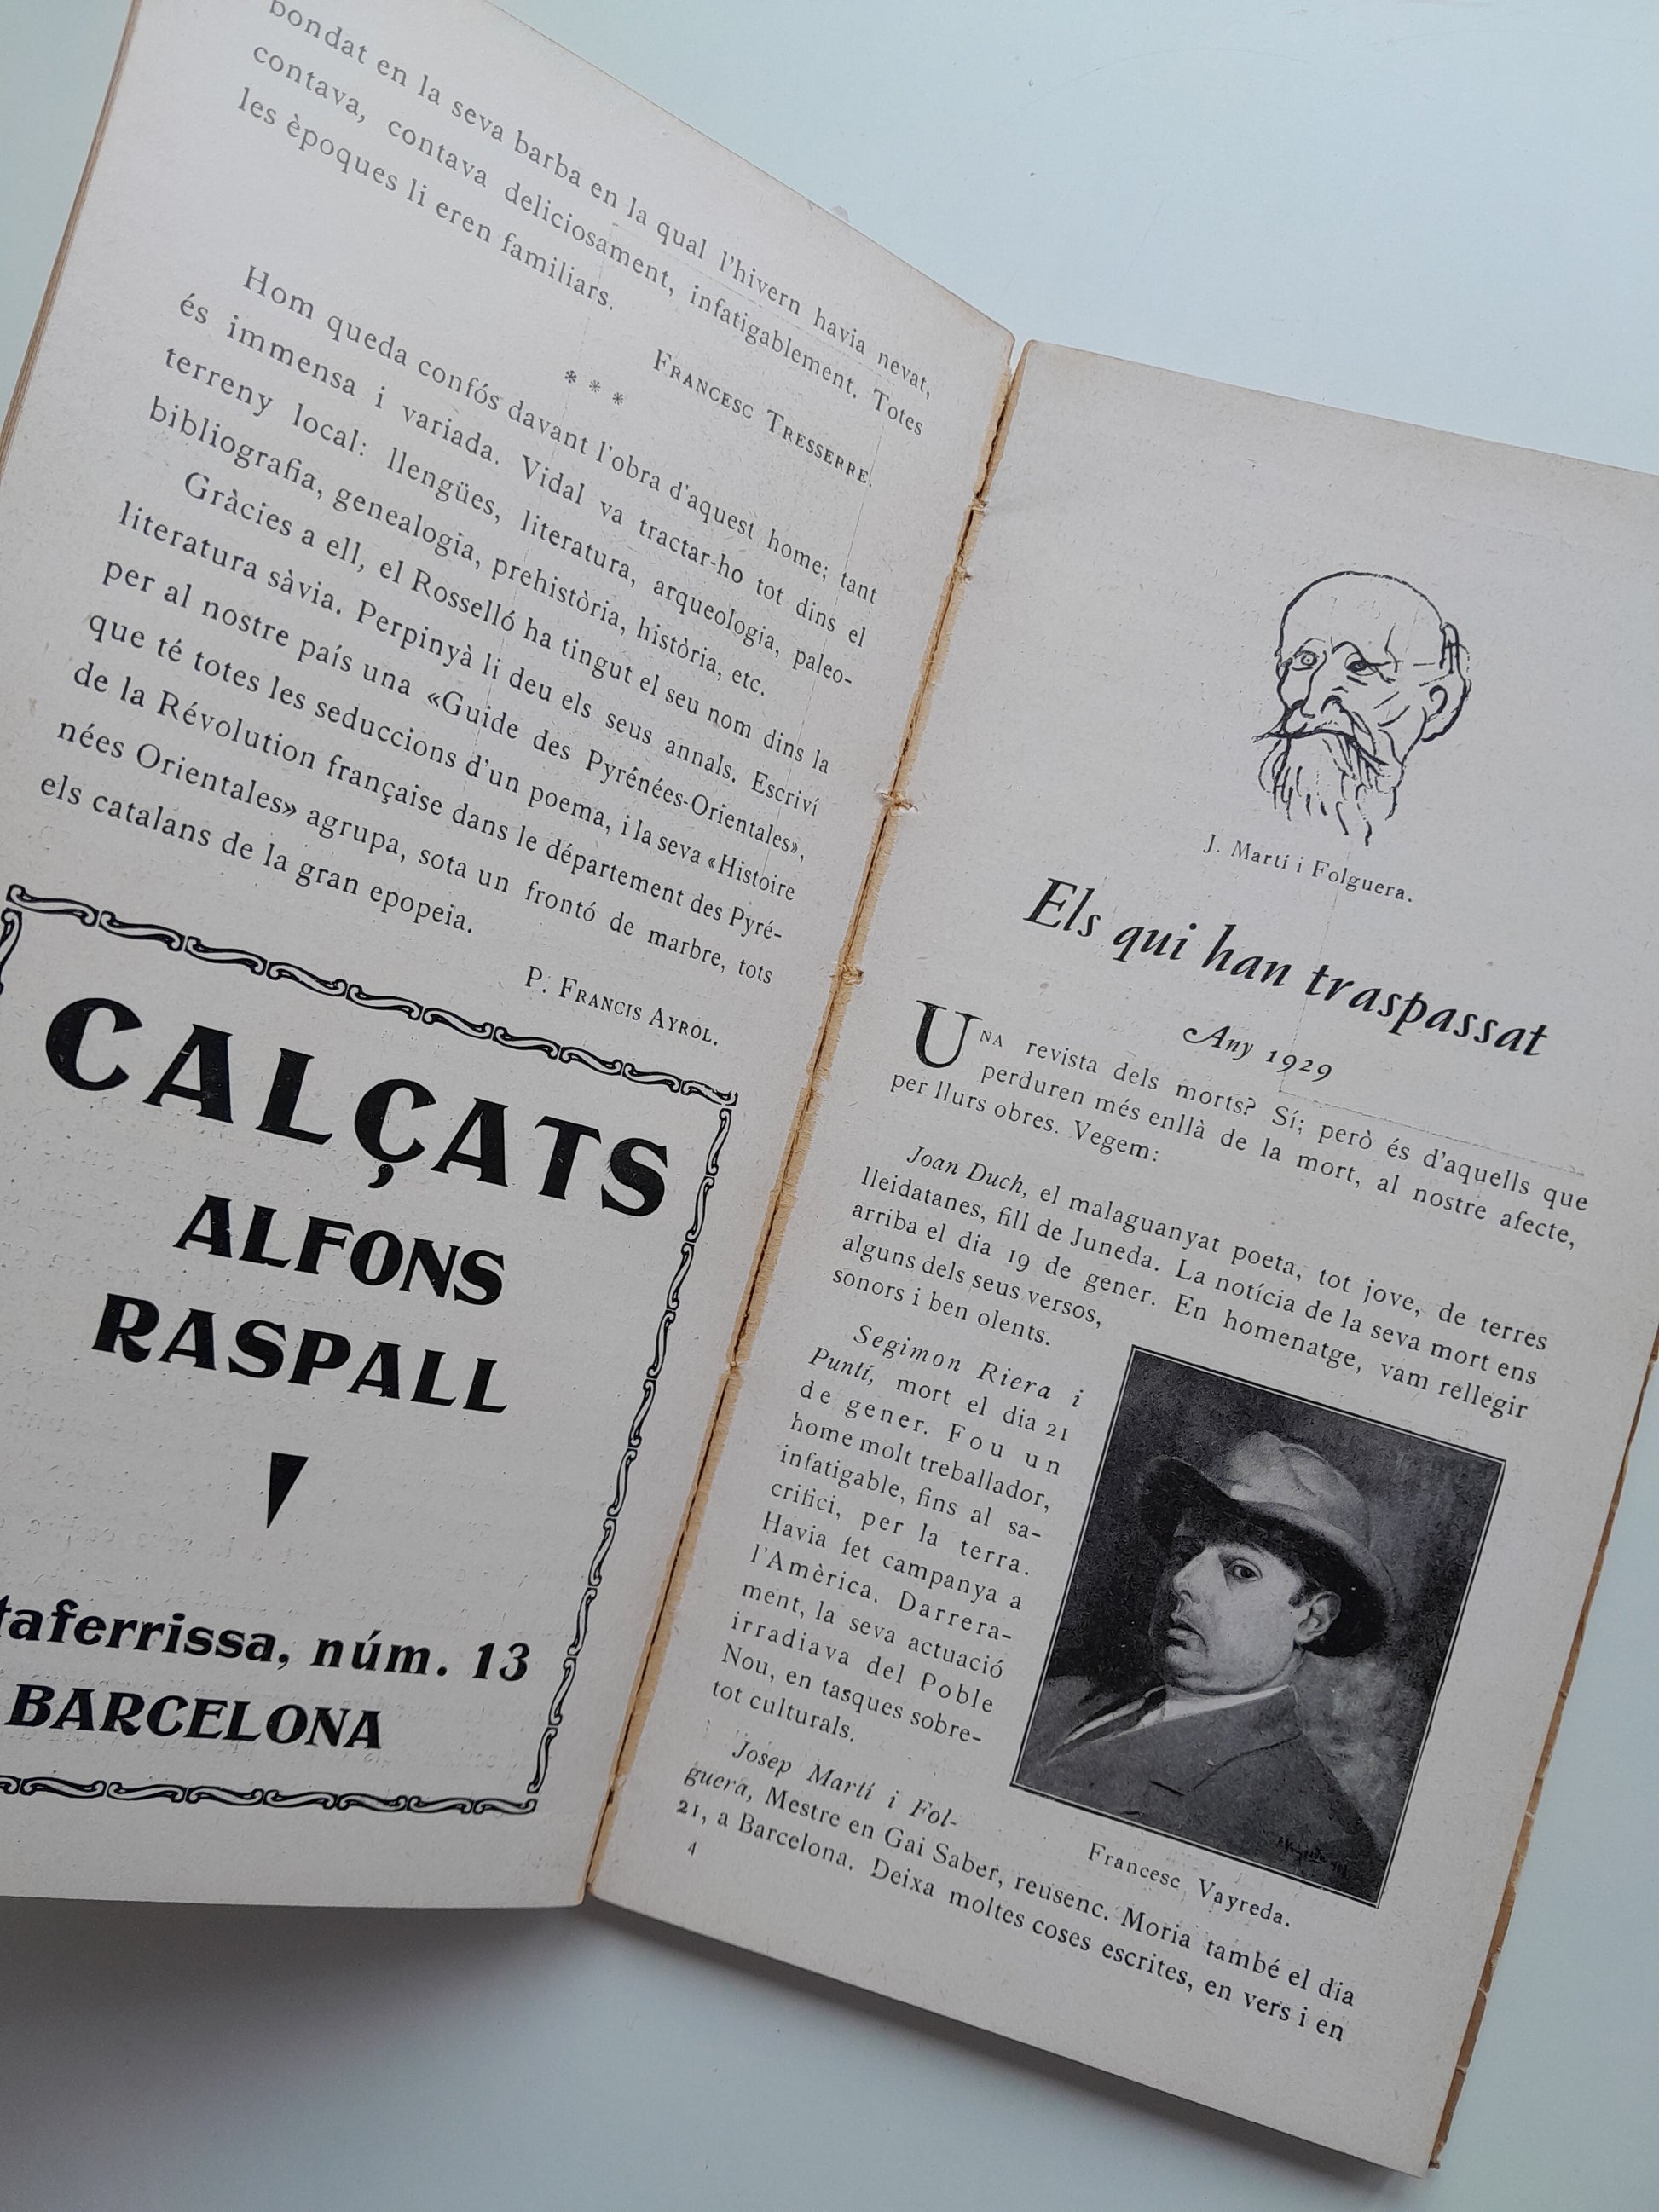 bondat en la seva barba en la qual l'hivern havia nevat,
contava, contava deliciosament, infatigablement. Totes
les èpoques li eren familiars.
FRANCESC TRESSERRE.
* * *
Hom queda confós davant l'obra d'aquest home; tant
és immensa i variada. Vidal va tractar-ho tot dins el
terreny local: llengües, literatura, arqueologia, paleo-
bibliografia, genealogia, prehistòria, història, etc.
Gràcies a ell, el Rosselló ha tingut el seu nom dins la
literatura sàvia. Perpinyà li deu els seus annals. Escriví
per al nostre país una «Guide des Pyrénées-Orientales»,
que té totes les seduccions d'un poema, i la seva «Histoire
de la Révolution française dans le département des Pyré-
nées Orientales» agrupa, sota un frontó de marbre, tots
els catalans de la gran epopeia.
P. FRANCIS AYROL.
CALÇATS
ALFONS
RASPALL
taferrissa, núm. 13
BARCELONA
J. Martí i Folguera.
Els qui han traspassat
Any 1929
UNA revista dels morts? Sí; però és d'aquells que
perduren més enllà de la mort, al nostre afecte,
per llurs obres. Vegem:
Joan Duch, el malaguanyat poeta, tot jove, de terres
lleidatanes, fill de Juneda. La notícia de la seva mort ens
arriba el dia 19 de gener. En homenatge, vam rellegir
alguns dels seus versos,
sonors i ben olents.
Segimon Riera i
Puntí, mort el dia 21
de gener. Fou un
home molt treballador,
infatigable, fins al sa-
crifici, per la terra.
Havia fet campanya a
l'Amèrica. Darrera-
ment, la seva actuació
irradiava del Poble
Nou, en tasques sobre-
tot culturals.
Francesc Vayreda.
Josep Martí i Fol-
guera, Mestre en Gai Saber, reusenc. Moria també el dia
21, a Barcelona. Deixa moltes coses escrites, en vers i en
4